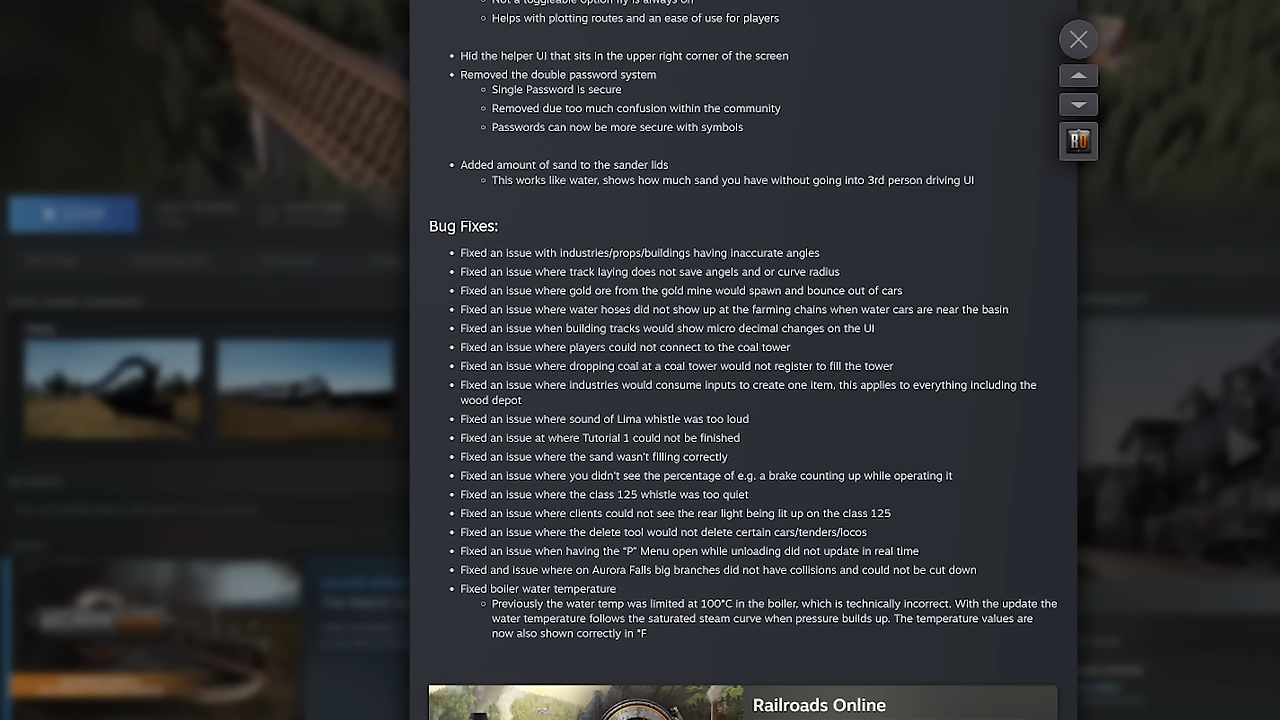 Helps with plotting routes and an ease of use for players
Hid the helper UI that sits in the upper right corner of the screen
Removed the double password system
Single Password is secure
Removed due too much confusion within the community
Passwords can now be more secure with symbols
Added amount of sand to the sander lids
This works like water, shows how much sand you have without going into 3rd person driving UI
RO
Bug Fixes:
Fixed an issue with industries/props/buildings having inaccurate angles
Fixed an issue where track laying does not save angels and or curve radius
Fixed an issue where gold ore from the gold mine would spawn and bounce out of cars
Fixed an issue where water hoses did not show up at the farming chains when water cars are near the basin
Fixed an issue when building tracks would show micro decimal changes on the UI
Fixed an issue where players could not connect to the coal tower
Fixed an issue where dropping coal at a coal tower would not register to fill the tower
Fixed an issue where industries would consume inputs to create one item, this applies to everything including the
wood depot
Fixed an issue where sound of Lima whistle was too loud
Fixed an issue at where Tutorial 1 could not be finished
Fixed an issue where the sand wasn't filling correctly
Fixed an issue where you didn't see the percentage of e.g. a brake counting up while operating it
Fixed an issue where the class 125 whistle was too quiet
Fixed an issue where clients could not see the rear light being lit up on the class 125
Fixed an issue where the delete tool would not delete certain cars/tenders/locos
Fixed an issue when having the “P” Menu open while unloading did not update in real time
Fixed and issue where on Aurora Falls big branches did not have collisions and could not be cut down
Fixed boiler water temperature
Previously the water temp was limited at 100°C in the boiler, which is technically incorrect. With the update the
water temperature follows the saturated steam curve when pressure builds up. The temperature values are
now also shown correctly in °F
Railroads Online